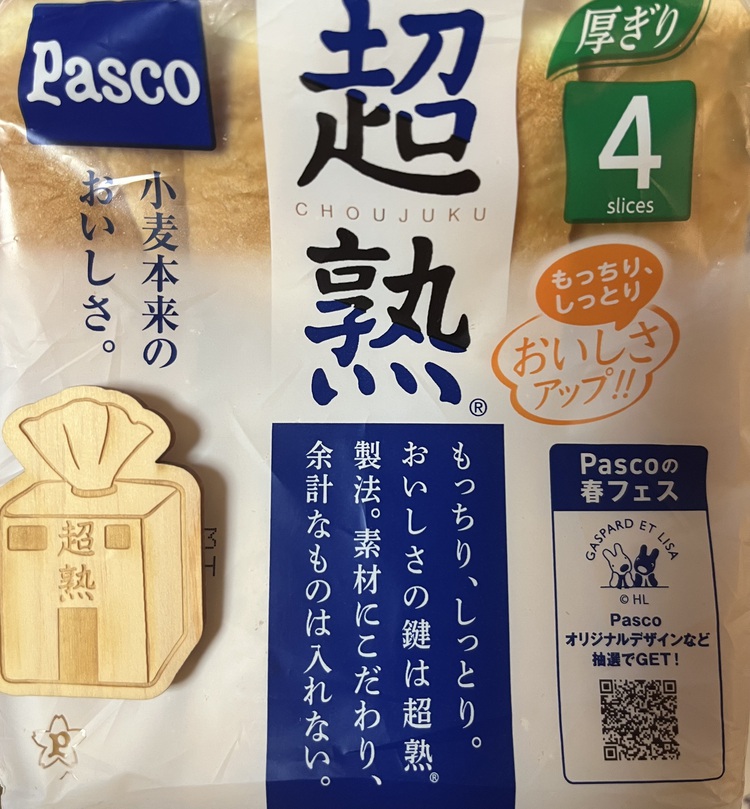 Pasco
超熟
CHOUJUKU
厚ぎり
4
slices
小麦本来の
おいしさ。
もっちり、
しっとり
おいしさ
アップ!!
もっちり、しっとり。
おいしさの鍵は超熟®
製法。素材にこだわり、
余計なものは入れない。
Pascoの
春フェス
GASPARD ET LISA
© HL
Pasco
オリジナルデザインなど
抽選でGET!
超熟
P